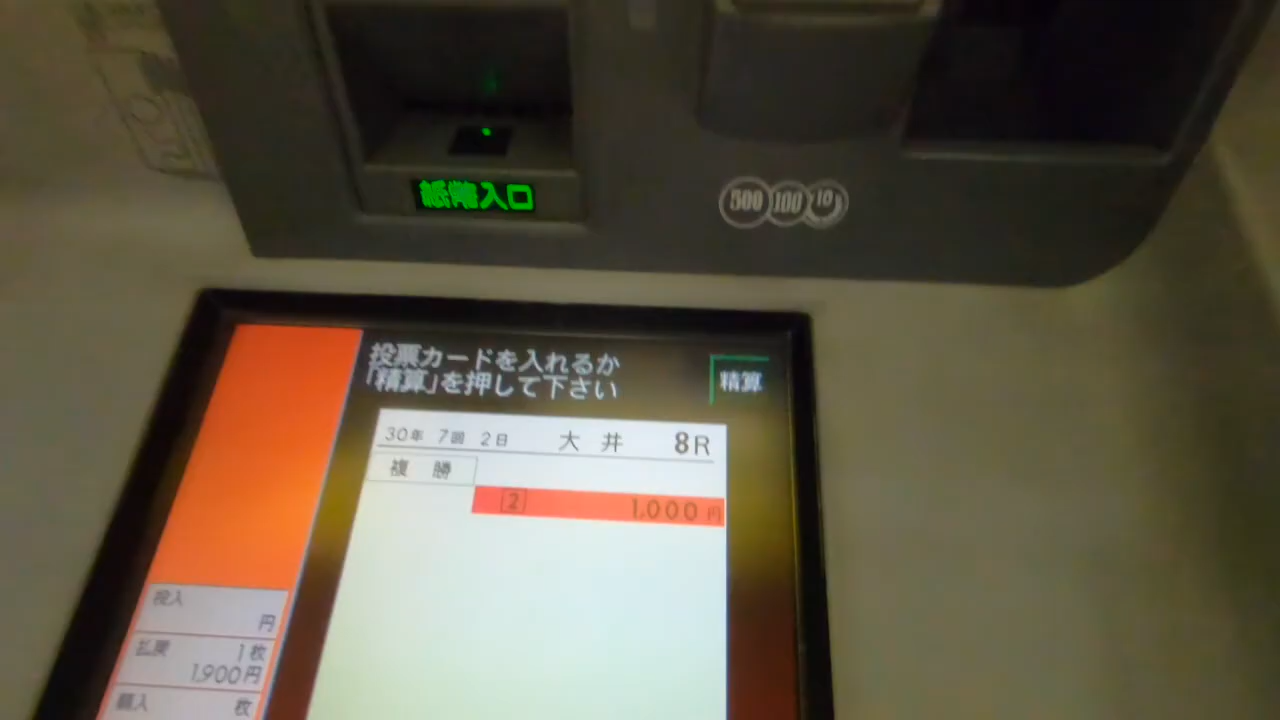 紙幣入口
500 100 10
投票カードを入れるか
「精算」を押して下さい
精算
30年 7回 2日 大井 8R
複勝
2 1,000円
投入
円
払戻 1枚
1,900円
購入 枚